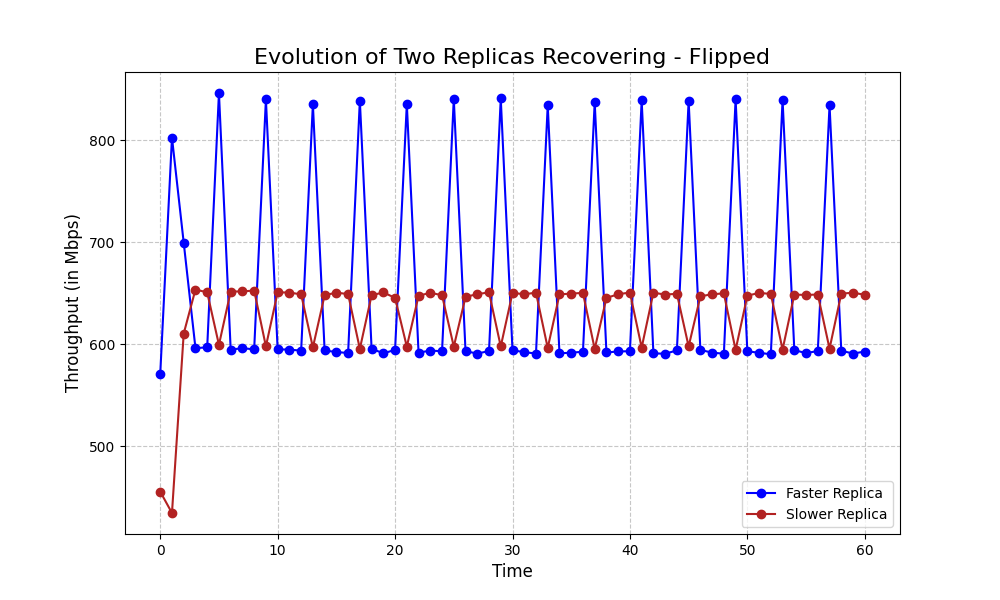 Evolution of Two Replicas Recovering - Flipped
Throughput (in Mbps)
800
700
600
500
0 10 20 30 40 50 60
Time
Faster Replica
Slower Replica